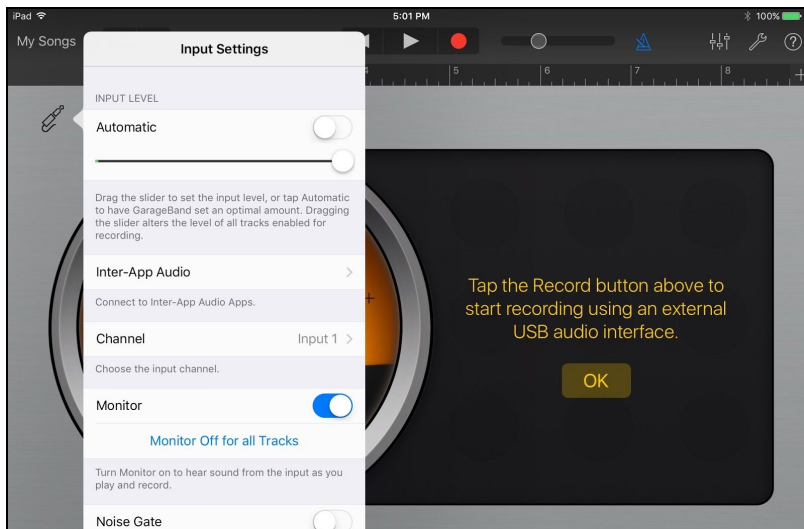 iPad 5:01 PM 100%
My Songs
4 5 6 7 8
Input Settings
INPUT LEVEL
Automatic
Drag the slider to set the input level, or tap Automatic
to have GarageBand set an optimal amount. Dragging
the slider alters the level of all tracks enabled for
recording.
Inter-App Audio
Connect to Inter-App Audio Apps.
Channel Input 1
Choose the input channel.
Monitor
Monitor Off for all Tracks
Turn Monitor on to hear sound from the input as you
play and record.
Noise Gate
Tap the Record button above to
start recording using an external
USB audio interface.
OK